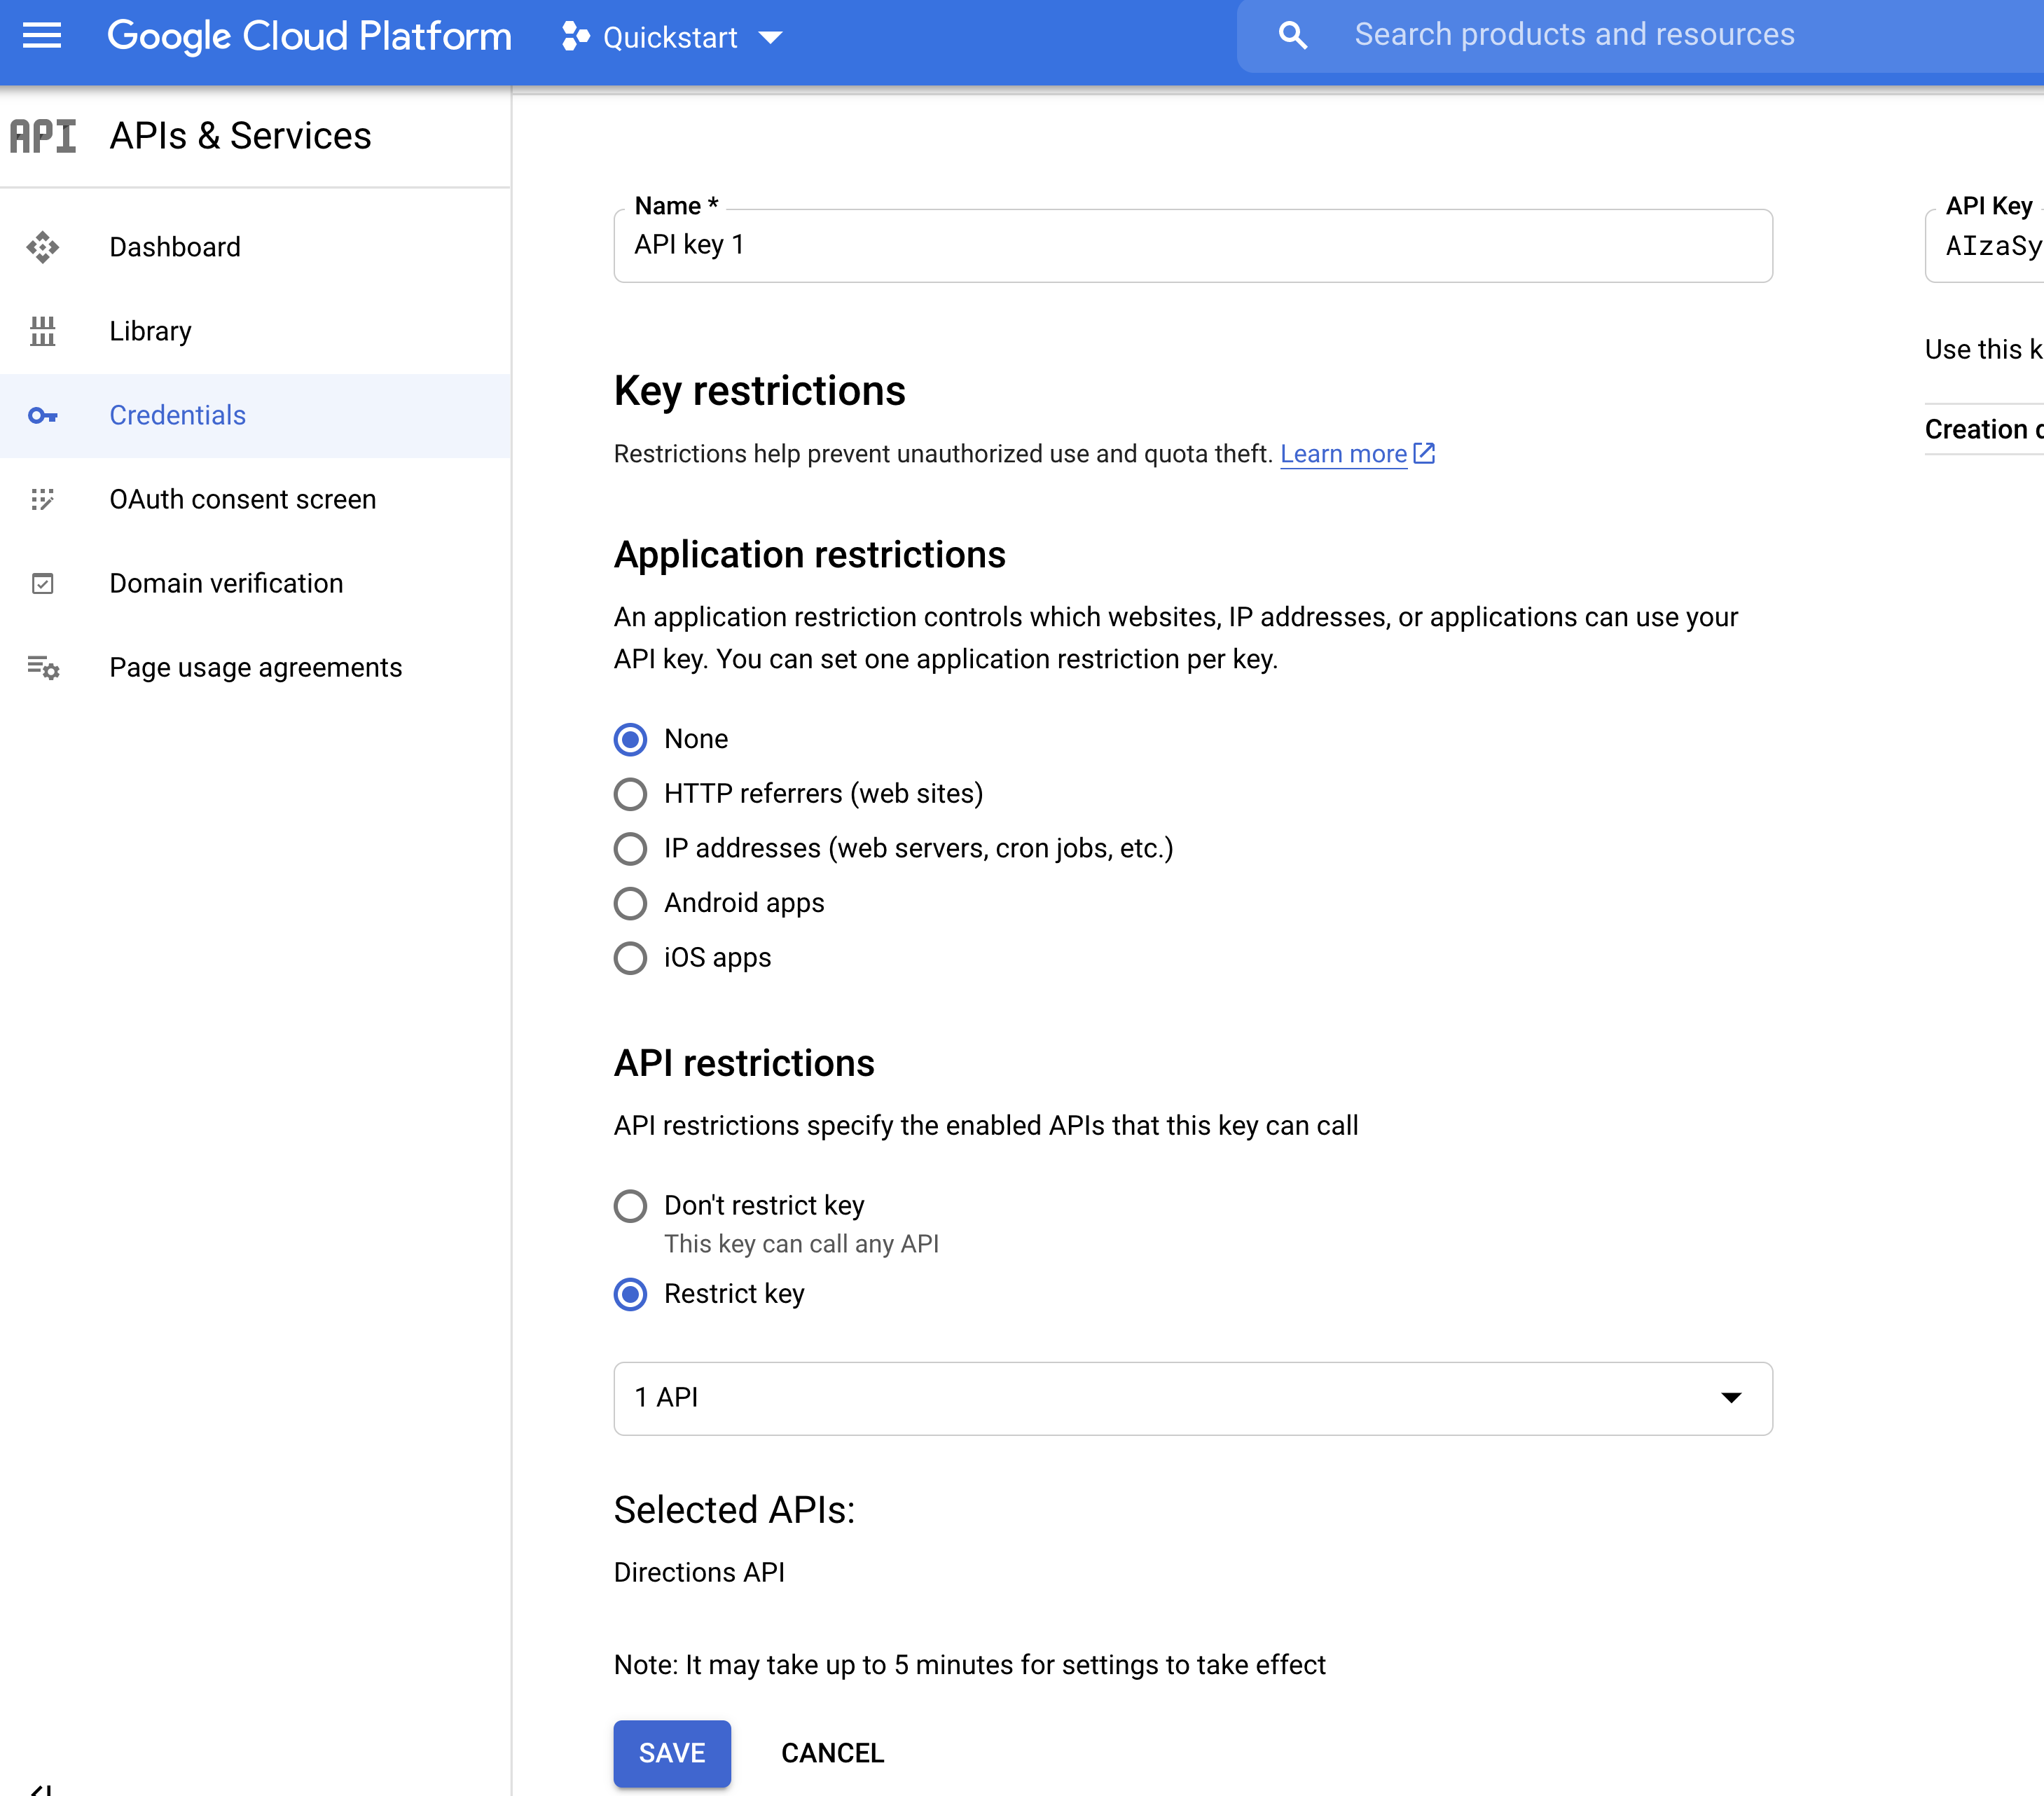 Google Cloud Platform
Quickstart
Search products and resources
API
APIs & Services
Dashboard
Library
Credentials
OAuth consent screen
Domain verification
Page usage agreements
Name *
API key 1
Key restrictions
Restrictions help prevent unauthorized use and quota theft. Learn more
Application restrictions
An application restriction controls which websites, IP addresses, or applications can use your
API key. You can set one application restriction per key.
None
HTTP referrers (web sites)
IP addresses (web servers, cron jobs, etc.)
Android apps
iOS apps
API restrictions
API restrictions specify the enabled APIs that this key can call
Don't restrict key
This key can call any API
Restrict key
1 API
Selected APIs:
Directions API
Note: It may take up to 5 minutes for settings to take effect
SAVE
CANCEL
API Key
AIzaSy
Use this
Creation